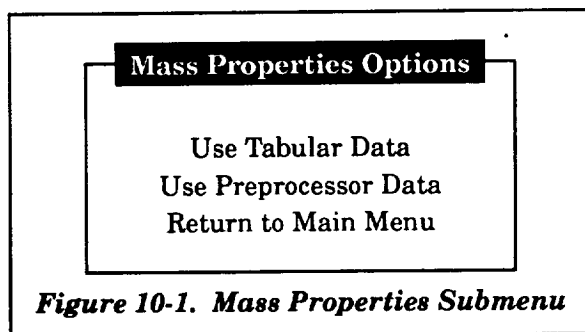 Mass Properties Options
Use Tabular Data
Use Preprocessor Data
Return to Main Menu
Figure 10-1. Mass Properties Submenu